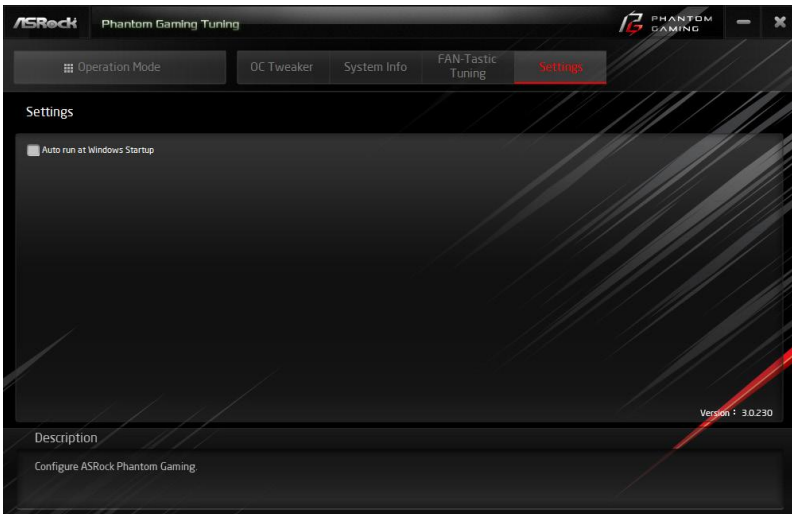 ASRock
Phantom Gaming Tuning
PHANTOM
GAMING
Operation Mode
OC Tweaker
System Info
FAN-Tastic
Tuning
Settings
Settings
Auto run at Windows Startup
Version : 3.0.230
Description
Configure ASRock Phantom Gaming.